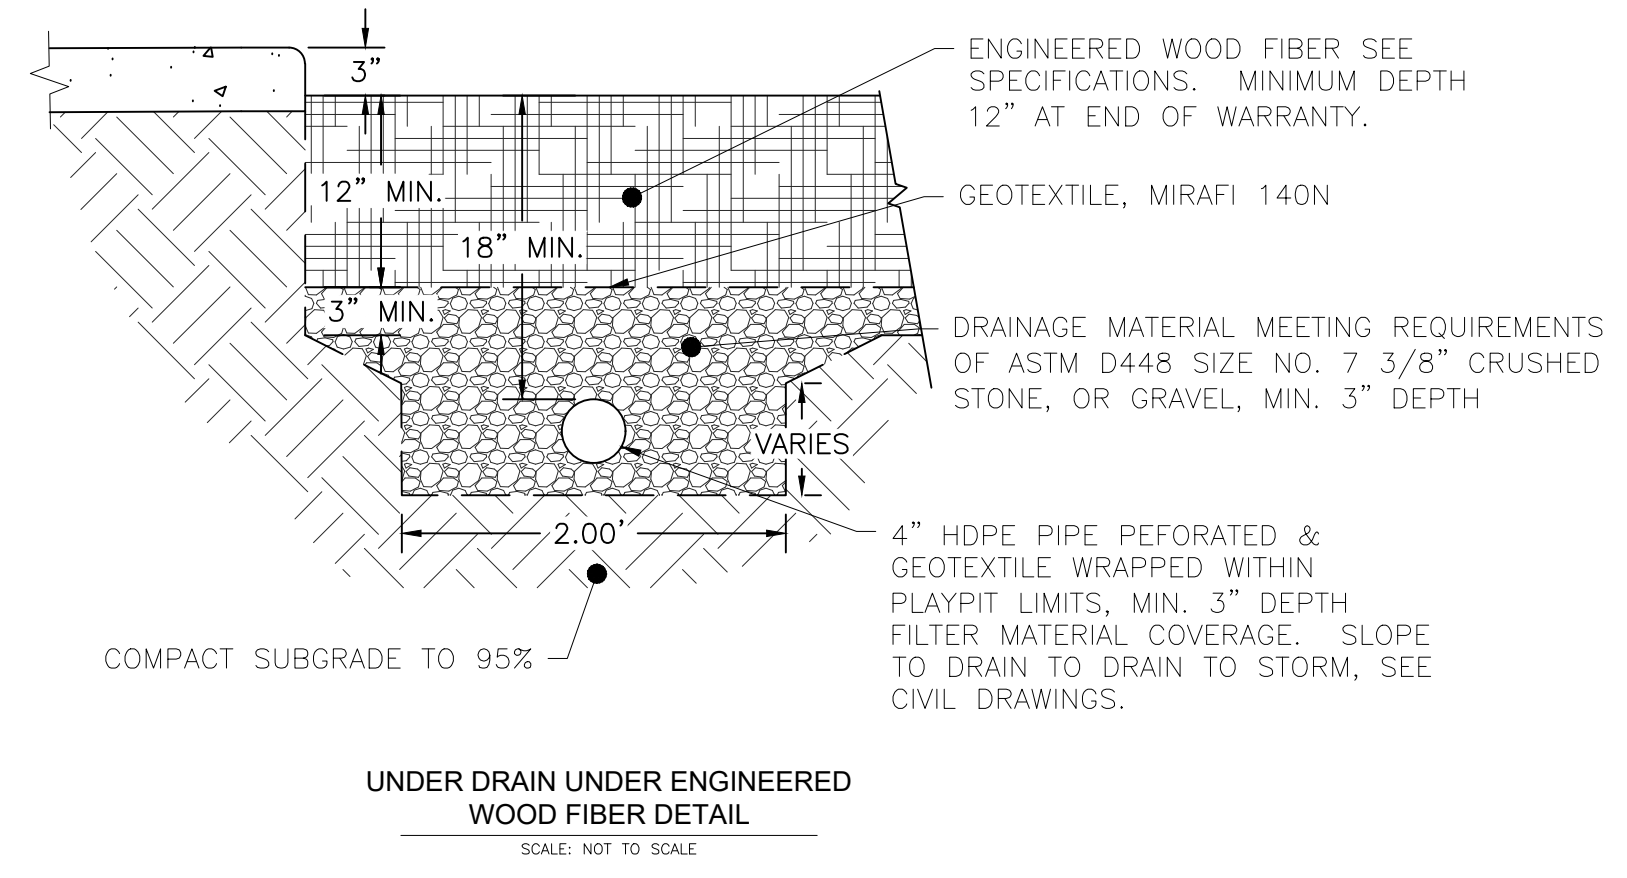 3”
ENGINEERED WOOD FIBER SEE
SPECIFICATIONS. MINIMUM DEPTH
12” AT END OF WARRANTY.
12” MIN.
GEOTEXTILE, MIRAFI 140N
18” MIN.
3” MIN.
DRAINAGE MATERIAL MEETING REQUIREMENTS
OF ASTM D448 SIZE NO. 7 3/8” CRUSHED
STONE, OR GRAVEL, MIN. 3” DEPTH
VARIES
2.00’
4” HDPE PIPE PEFORATED &
GEOTEXTILE WRAPPED WITHIN
PLAYPIT LIMITS, MIN. 3” DEPTH
FILTER MATERIAL COVERAGE. SLOPE
TO DRAIN TO DRAIN TO STORM, SEE
CIVIL DRAWINGS.
COMPACT SUBGRADE TO 95%
UNDER DRAIN UNDER ENGINEERED
WOOD FIBER DETAIL
SCALE: NOT TO SCALE